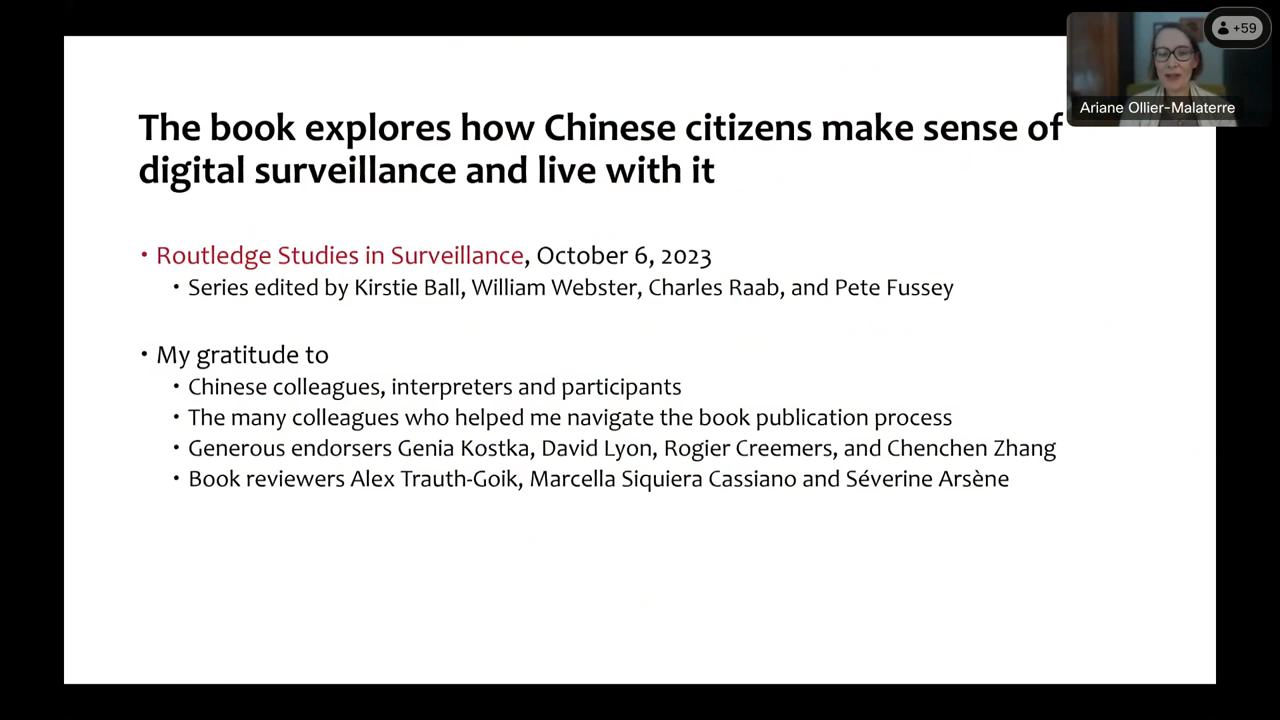 +59
Ariane Ollier-Malaterre
The book explores how Chinese citizens make sense of
digital surveillance and live with it
• Routledge Studies in Surveillance, October 6, 2023
• Series edited by Kirstie Ball, William Webster, Charles Raab, and Pete Fussey
• My gratitude to
• Chinese colleagues, interpreters and participants
• The many colleagues who helped me navigate the book publication process
• Generous endorsers Genia Kostka, David Lyon, Rogier Creemers, and Chenchen Zhang
• Book reviewers Alex Trauth-Goik, Marcella Siquiera Cassiano and Séverine Arsène